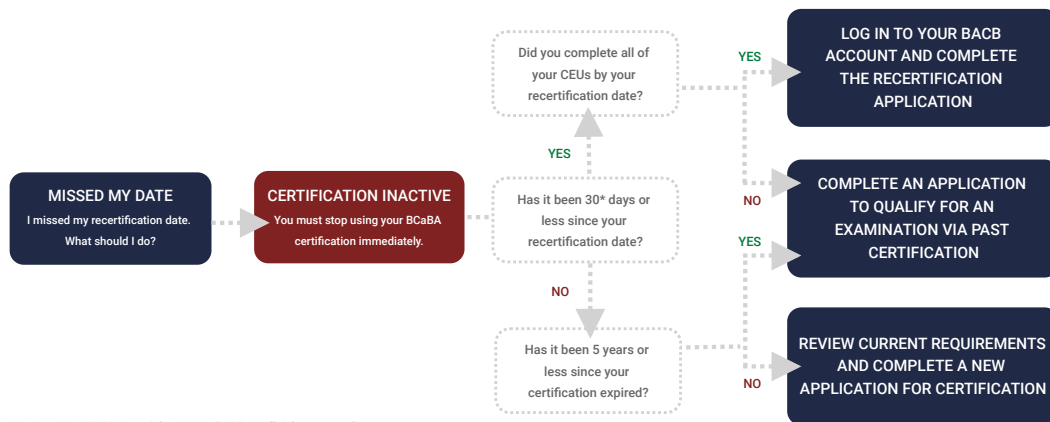 MISSED MY DATE
I missed my recertification date.
What should I do?
CERTIFICATION INACTIVE
You must stop using your BCaBA
certification immediately.
Has it been 30* days or
less since your
recertification date?
YES
Did you complete all of
your CEUs by your
recertification date?
YES
LOG IN TO YOUR BACB
ACCOUNT AND COMPLETE
THE RECERTIFICATION
APPLICATION
NO
COMPLETE AN APPLICATION
TO QUALIFY FOR AN
EXAMINATION VIA PAST
CERTIFICATION
NO
Has it been 5 years or
less since your
certification expired?
YES
NO
REVIEW CURRENT REQUIREMENTS
AND COMPLETE A NEW
APPLICATION FOR CERTIFICATION